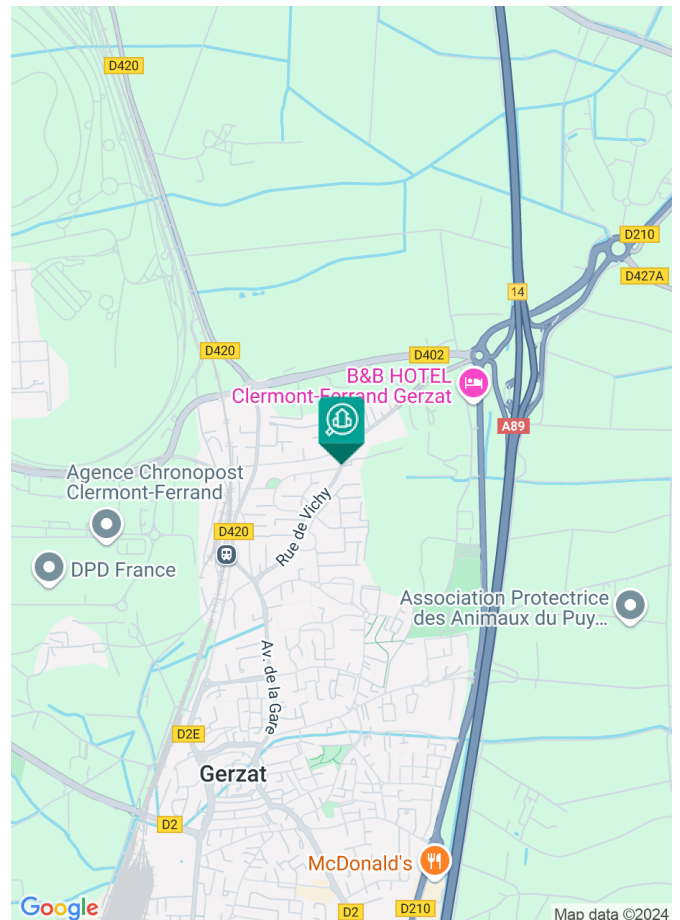 D420
D210
D427A
14
D402
D420
B&B HOTEL
Clermont-Ferrand Gerzat
A89
Agence Chronopost
Clermont-Ferrand
Rue de Vichy
D420
DPD France
Association Protectrice
des Animaux du Puy...
Av. de la Gare
D2E
Gerzat
D2
McDonald's
D2
D210
Google
Map data ©2024